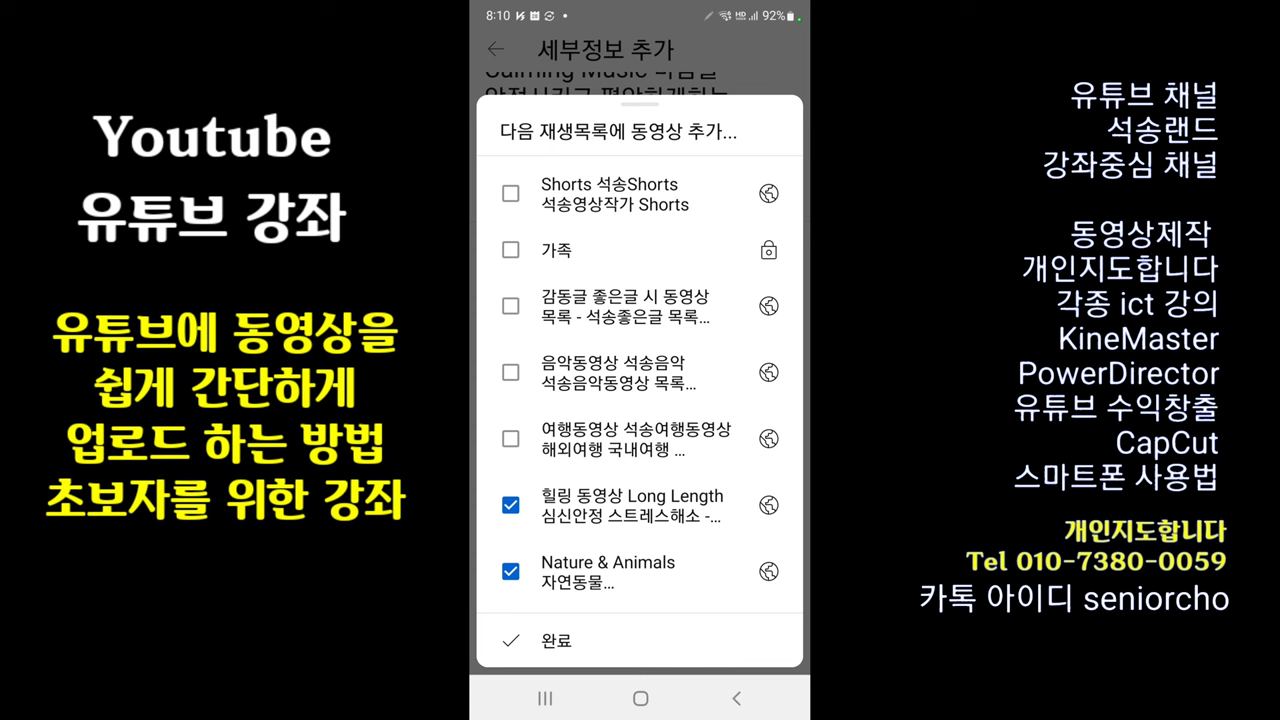 Youtube
유튜브 강좌
유튜브에 동영상을
쉽게 간단하게
업로드 하는 방법
초보자를 위한 강좌
8:10
92%
세부정보 추가
다음 재생목록에 동영상 추가...
Shorts 석송Shorts
석송영상작가 Shorts
가족
감동글 좋은글 시 동영상
목록 - 석송좋은글 목록...
음악동영상 석송음악
석송음악동영상 목록...
여행동영상 석송여행동영상
해외여행 국내여행 ...
힐링 동영상 Long Length
심신안정 스트레스해소 -...
Nature & Animals
자연동물...
완료
유튜브 채널
석송랜드
강좌중심 채널
동영상제작
개인지도합니다
각종 ict 강의
KineMaster
PowerDirector
유튜브 수익창출
CapCut
스마트폰 사용법
개인지도합니다
Tel 010-7380-0059
카톡 아이디 seniorcho